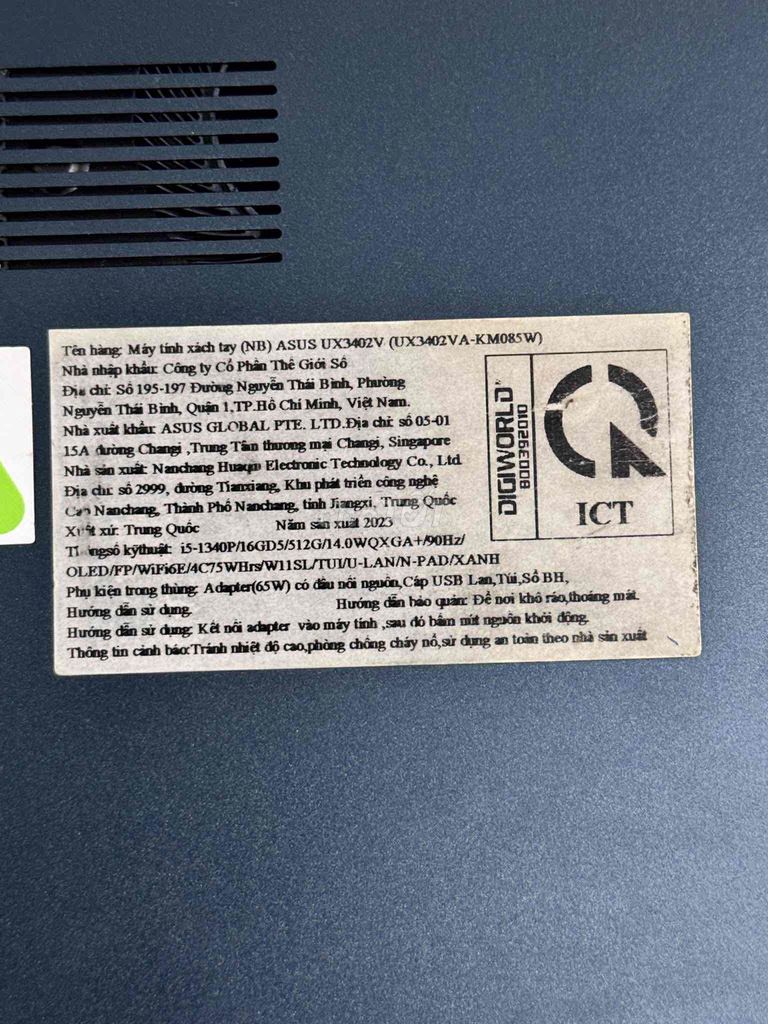 Tên hàng: Máy tính xách tay (NB) ASUS UX3402V (UX3402VA-KM085W)
Nhà nhập khẩu: Công ty Cổ Phần Thế Giới Số
Địa chỉ: Số 195-197 Đường Nguyễn Thái Bình, Phường
Nguyễn Thái Bình, Quận 1,TP.Hồ Chí Minh, Việt Nam.
Nhà xuất khẩu: ASUS GLOBAL PTE. LTD.Địa chỉ: số 05-01
15A đường Changi ,Trung Tâm thương mại Changi, Singapore
Nhà sản xuất: Nanchang Huaqin Electronic Technology Co., Ltd
Địa chỉ: số 2999, đường Tianxiang, Khu phát triển công nghệ
Cao Nanchang, Thành Phố Nanchang, tỉnh Jiangxi, Trung Quốc
Xuất xứ: Trung Quốc Năm sản xuất 2023
Thôngsố kỹthuật: i5-1340P/16GD5/512G/14.0WQXGA+/90Hz/
OLED/FP/WiFi6E/4C75WHrs/W11SL/TUI/U-LAN/N-PAD/XANH
Phụ kiện trong thùng: Adapter(65W) có đầu nối nguồn,Cáp USB Lan,Túi,Sổ BH,
Hướng dẫn sử dụng. Hướng dẫn bảo quản: Để nơi khô ráo,thoáng mát.
Hướng dẫn sử dụng: Kết nối adapter vào máy tính ,sau đó bấm nút nguồn khởi động.
Thông tin cảnh báo:Tránh nhiệt độ cao,phòng chống cháy nổ,sử dụng an toàn theo nhà sản xuất
DIGIWORLD
B00392010
ICT